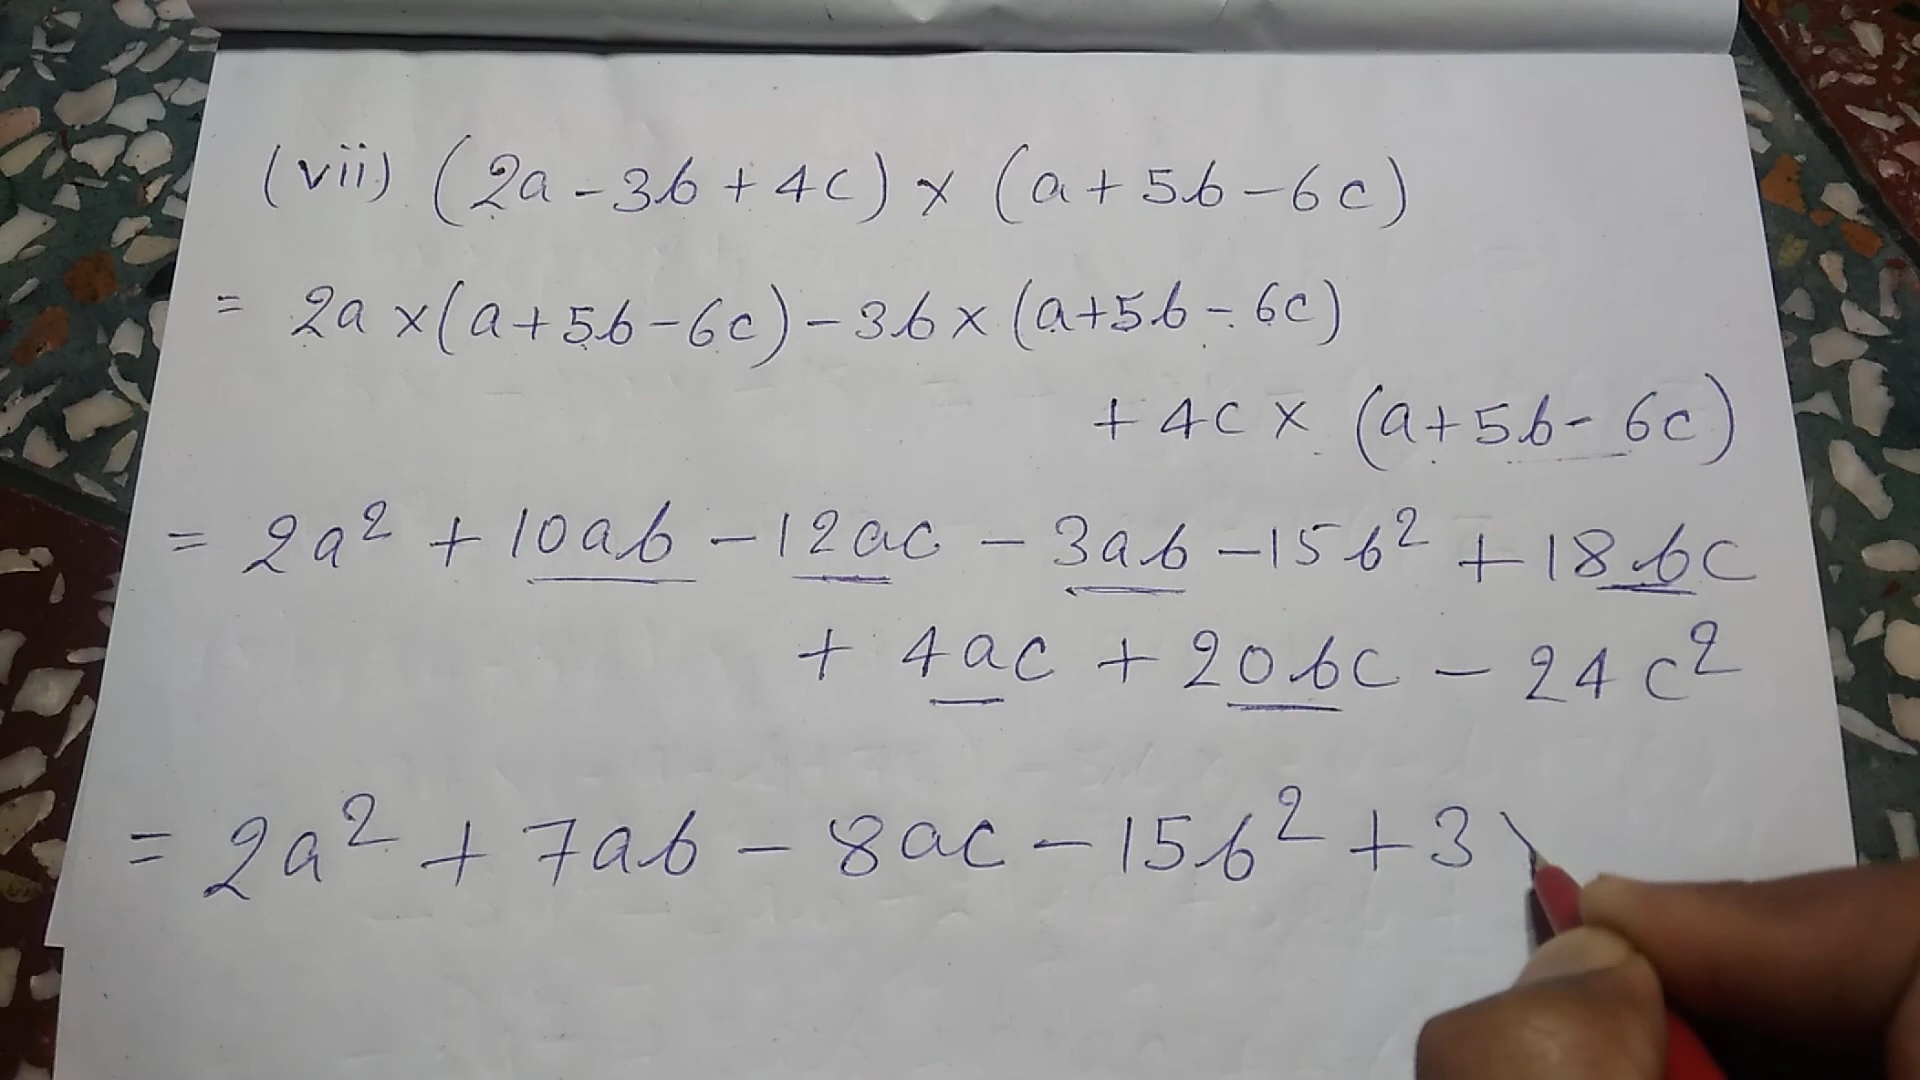 (vii) (2a - 3b + 4c) × (a + 5b - 6c)
= 2a × (a + 5b - 6c) - 3b × (a + 5b - 6c)
+ 4c × (a + 5b - 6c)
= 2a² + 10ab - 12ac - 3ab - 15b² + 18bc
+ 4ac + 20bc - 24c²
= 2a² + 7ab - 8ac - 15b² + 3